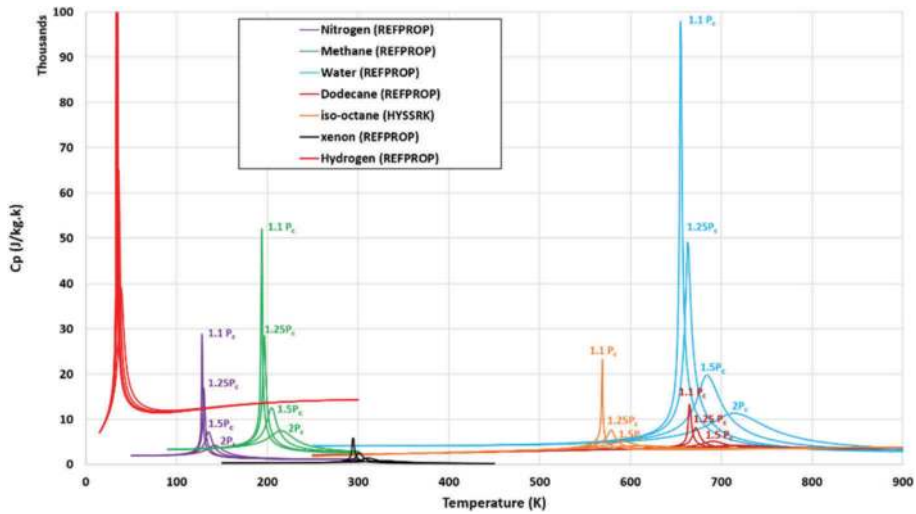 Thousands
Cp (J/kg.k)
100
90
80
70
60
50
40
30
20
10
0
Nitrogen (REFPROP)
Methane (REFPROP)
Water (REFPROP)
Dodecane (REFPROP)
iso-octane (HYSSRK)
xenon (REFPROP)
Hydrogen (REFPROP)
1.1 Pc
1.25Pc
1.5Pc
2Pc
1.1 Pc
1.25Pc
1.5Pc
2Pc
1.1 Pc
1.25Pc
1.5Pc
1.1 Pc
1.25Pc
1.5Pc
2Pc
1.1 Pc
1.25 Pc
1.5 Pc
0 100 200 300 400 500 600 700 800 900
Temperature (K)